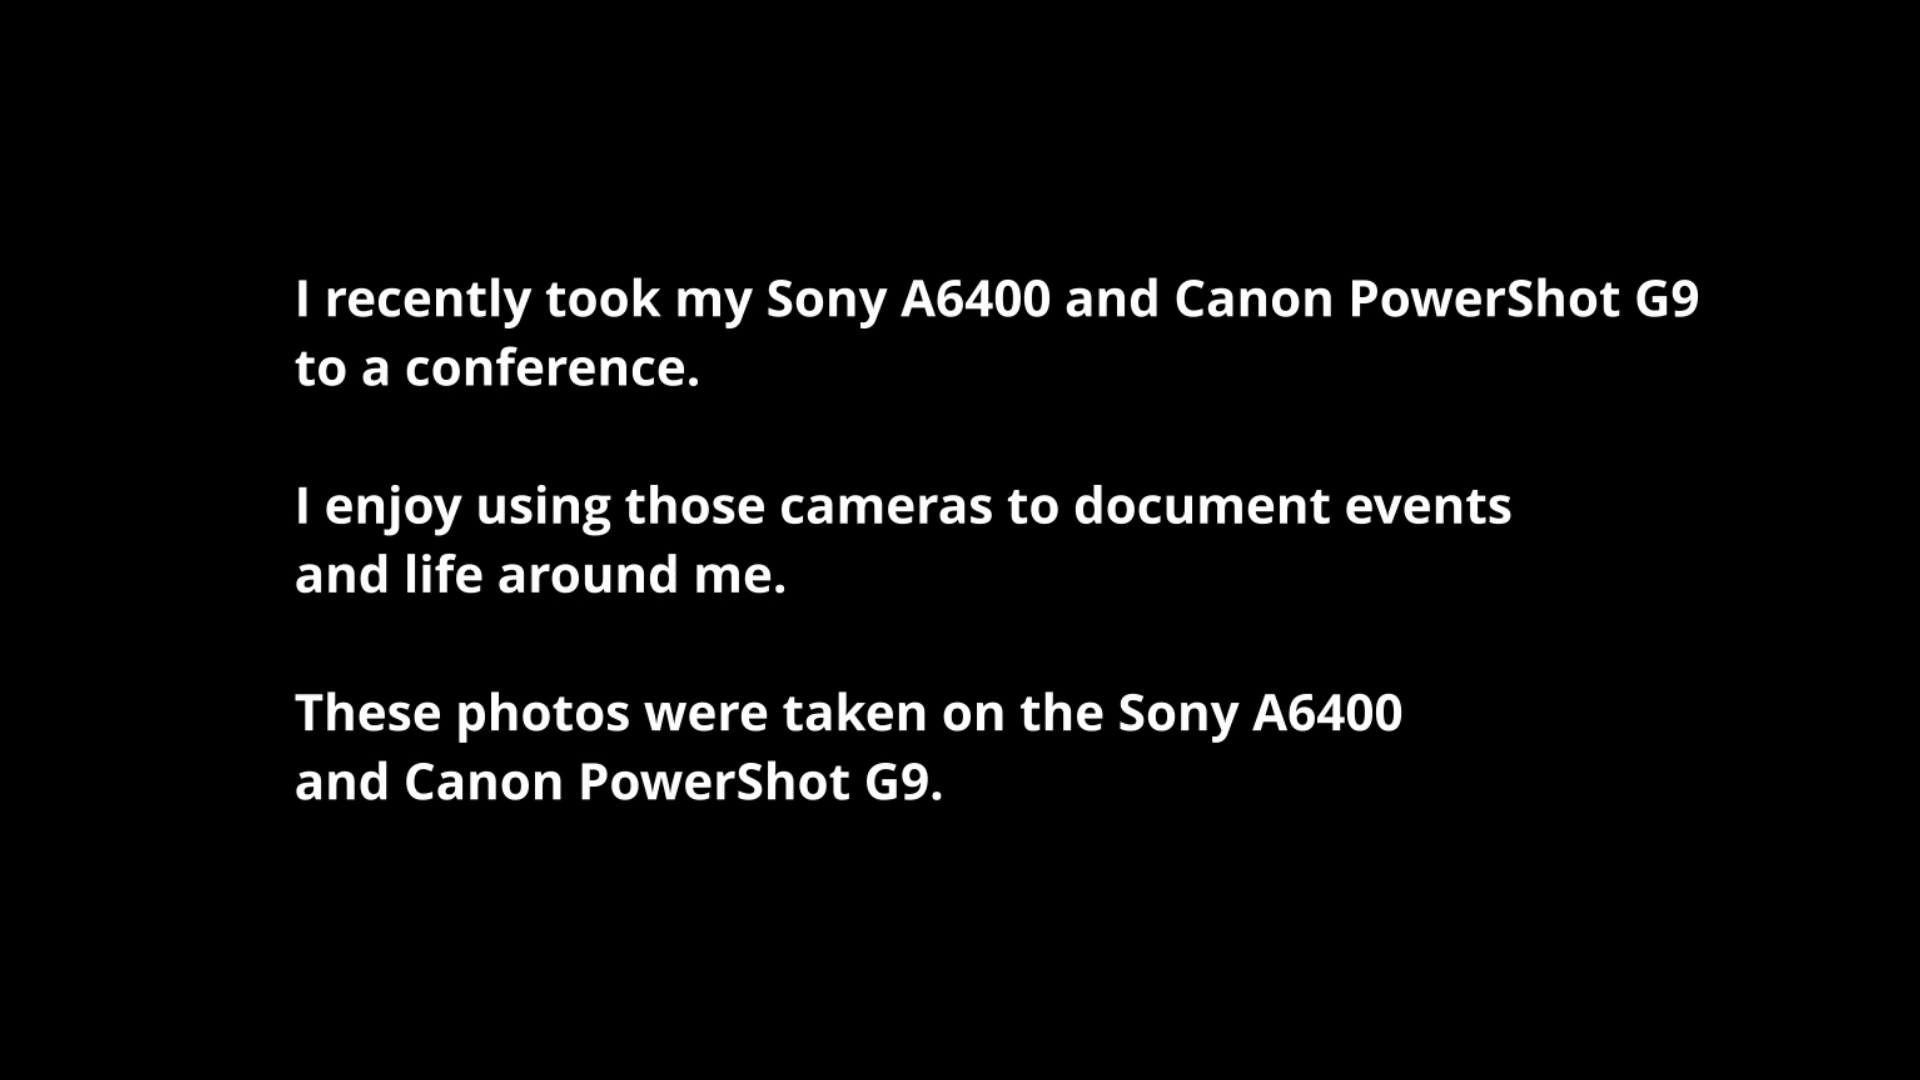 I recently took my Sony A6400 and Canon PowerShot G9
to a conference.
I enjoy using those cameras to document events
and life around me.
These photos were taken on the Sony A6400
and Canon PowerShot G9.